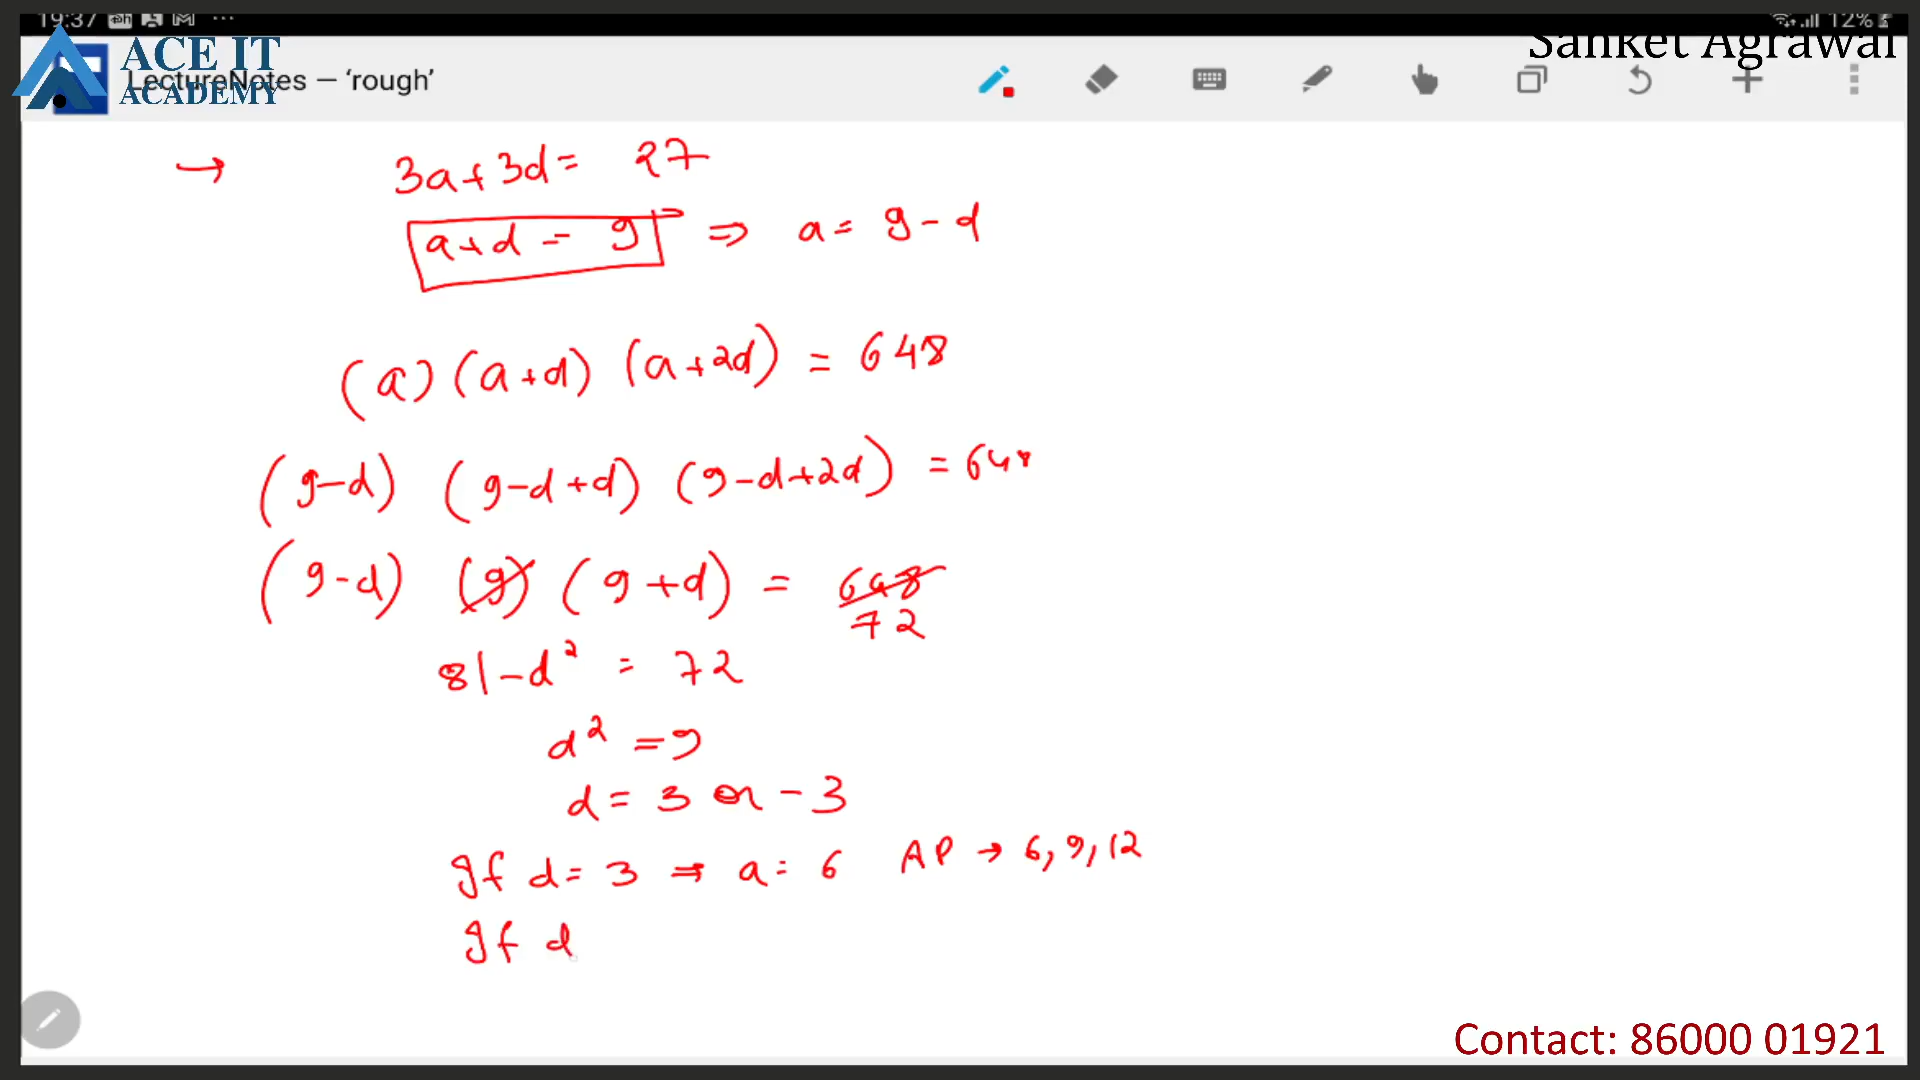 19:37
12%
ACE IT
ACADEMY
LectureNotes — ‘rough’
Sanket Agrawal
→ 3a+3d= 27
a+d = 9 ⇒ a= 9-d
(a) (a+d) (a+2d) = 648
(9-d) (9-d+d) (9-d+2d) = 648
(9-d) (9) (9+d) = 648
72
81-d² = 72
d² =9
d= 3 or -3
If d= 3 ⇒ a= 6 AP → 6, 9, 12
If d
Contact: 86000 01921